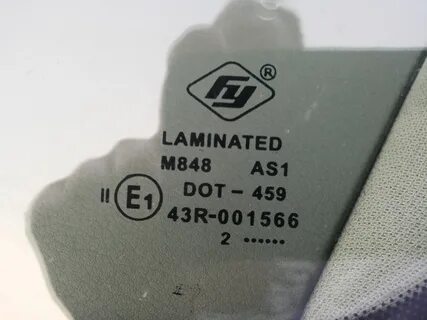 FY ®
LAMINATED
M848 AS1
DOT - 459
II E1 43R-001566
2 ......